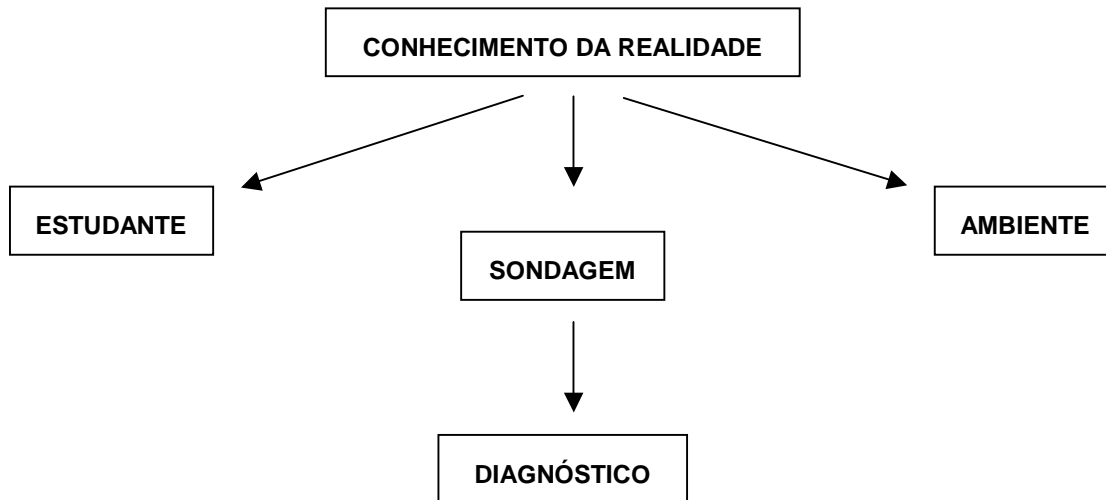 CONHECIMENTO DA REALIDADE
ESTUDANTE
AMBIENTE
SONDAGEM
DIAGNÓSTICO